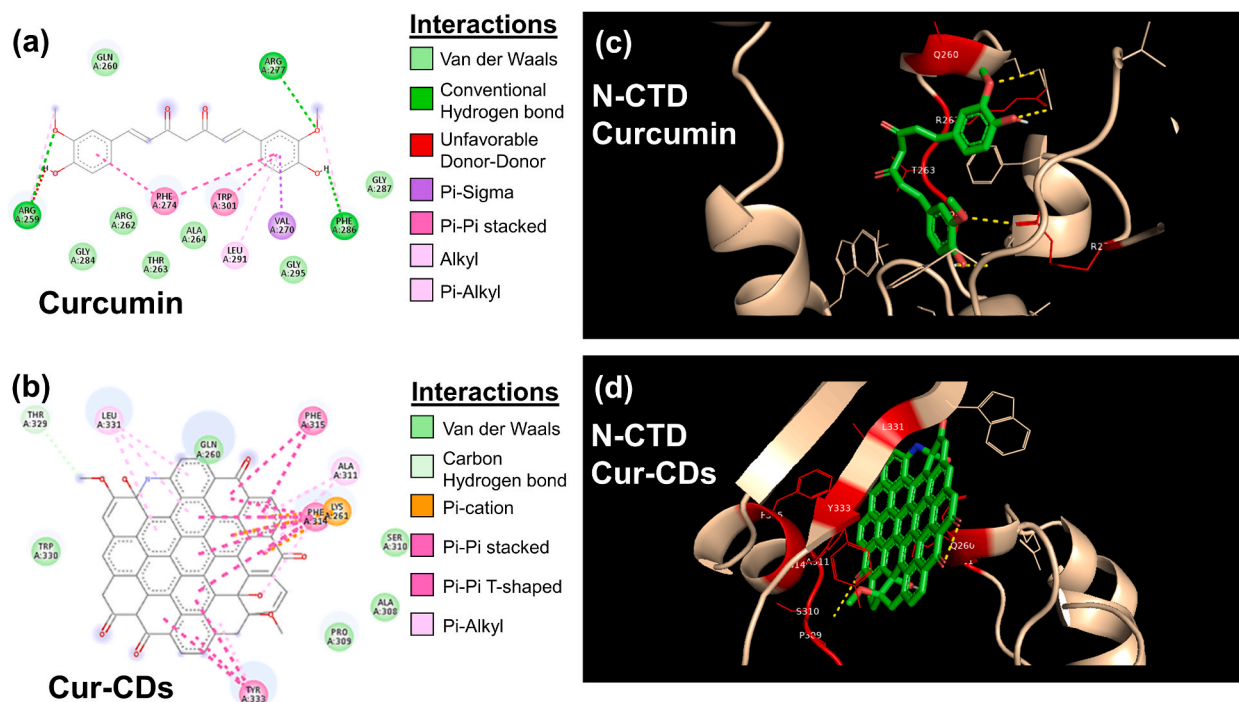 (a)
GLN
A:260
ARG
A:277
H
H
ARG
A:259
PHE
A:274
TRP
A:301
GLY
A:287
ARG
A:262
ALA
A:264
VAL
A:270
PHE
A:286
GLY
A:284
THR
A:263
LEU
A:291
GLY
A:295
Curcumin
Interactions
Van der Waals
Conventional
Hydrogen bond
Unfavorable
Donor-Donor
Pi-Sigma
Pi-Pi stacked
Alkyl
Pi-Alkyl
(c)
N-CTD
Curcumin
Q260
T263
(b)
THR
A:329
LEU
A:331
PHE
A:315
GLN
A:260
ALA
A:311
PHE
A:314
LYS
A:261
SER
A:310
TRP
A:330
ALA
A:308
PRO
A:309
TYR
A:333
Cur-CDs
Interactions
Van der Waals
Carbon
Hydrogen bond
Pi-cation
Pi-Pi stacked
Pi-Pi T-shaped
Pi-Alkyl
(d)
N-CTD
Cur-CDs
L331
Y333
S310
P309